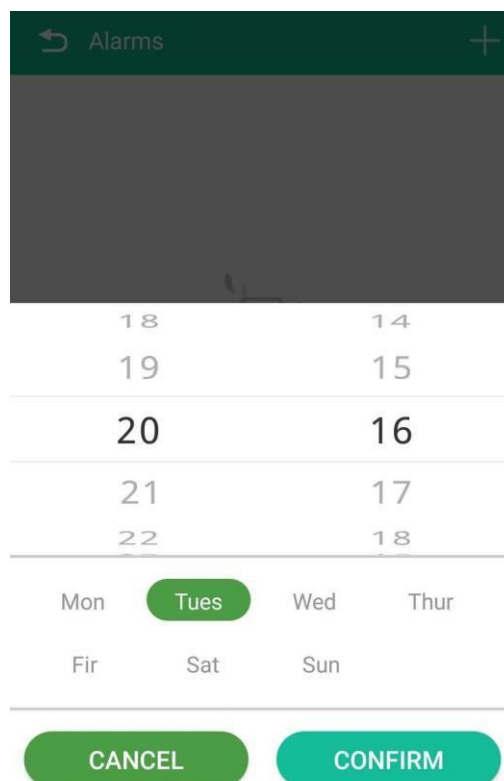 Alarms
18 14
19 15
20 16
21 17
22 18
Mon Tues Wed Thur
Fir Sat Sun
CANCEL CONFIRM